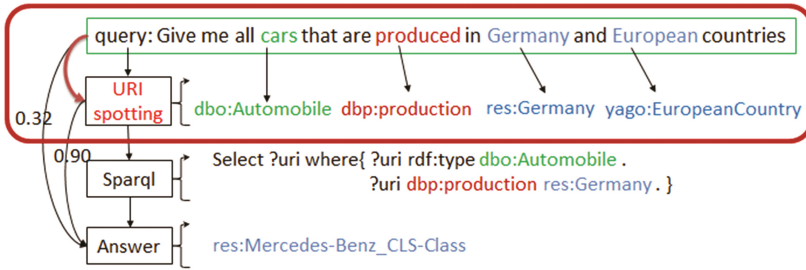 query: Give me all cars that are produced in Germany and European countries
URI spotting
dbo:Automobile dbp:production res:Germany yago:EuropeanCountry
0.32
0.90
Sparql
Select ?uri where{ ?uri rdf:type dbo:Automobile .
?uri dbp:production res:Germany . }
Answer
res:Mercedes-Benz_CLS-Class